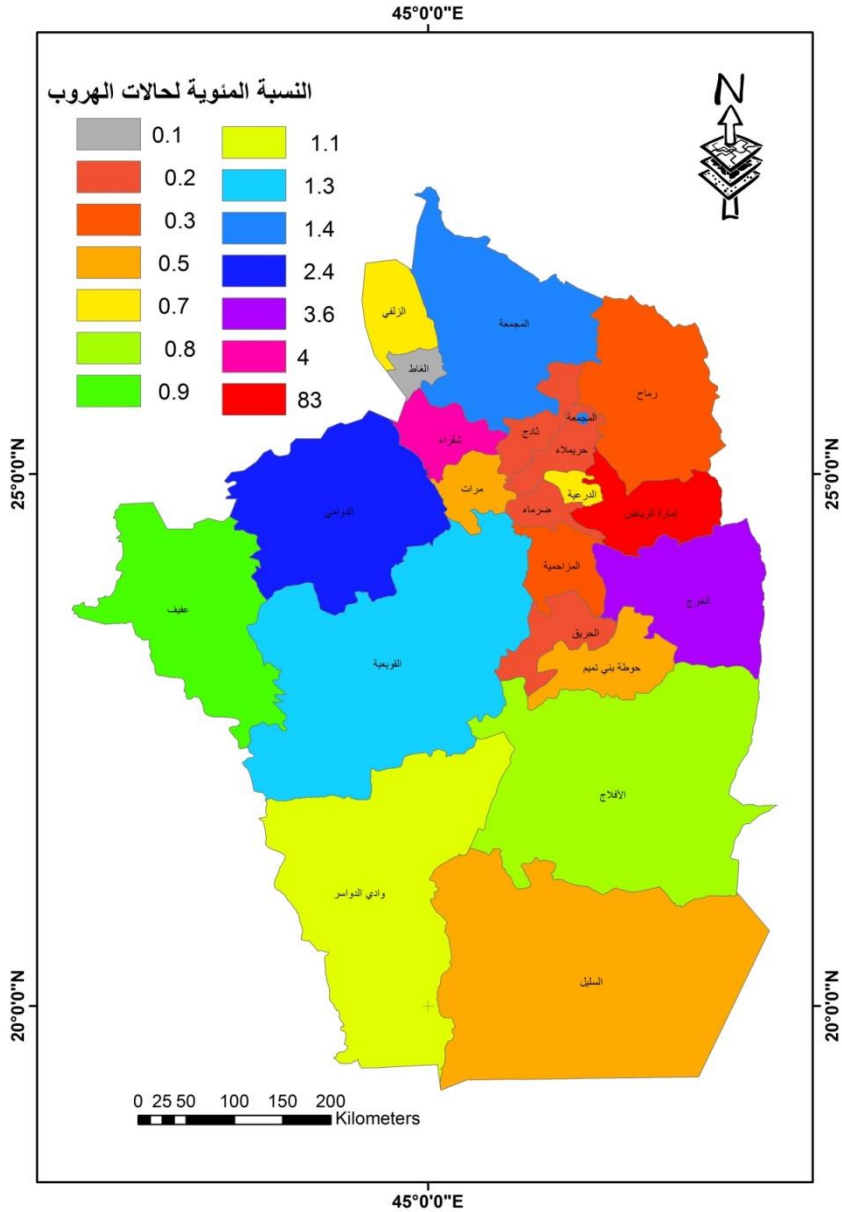 45°0'0"E
النسبة المئوية لحالات الهروب
0.1
0.2
0.3
0.5
0.7
0.8
0.9
1.1
1.3
1.4
2.4
3.6
4
83
N
الزلفي
المجمعة
الغاط
رماح
المجمعة
ثادج
شقراء
حريملاء
25°0'0"N
25°0'0"N
مرات
الدرعية
الدوامي
ضرماء
إمارة الرياض
المزاحمية
الخرج
عفيف
الحريق
القويعية
حوطة بني تميم
الأفلاج
وادي الدواسر
السليل
20°0'0"N
20°0'0"N
0 25 50 100 150 200
Kilometers
45°0'0"E